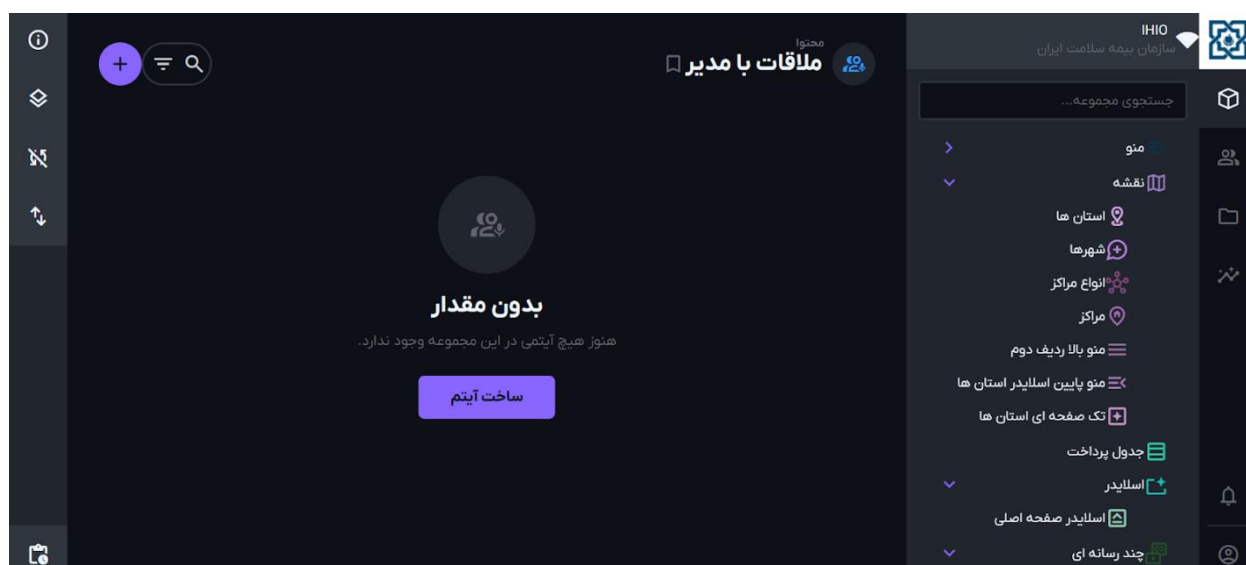 IHIO
سازمان بیمه سلامت ایران
جستجوی مجموعه...
منو
نقشه
استان ها
شهرها
انواع مراکز
مراکز
منو بالا ردیف دوم
منو پایین اسلایدر استان ها
تک صفحه ای استان ها
جدول پرداخت
اسلایدر
اسلایدر صفحه اصلی
چند رسانه ای
محتوا
ملاقات با مدیر
بدون مقدار
هنوز هیچ آیتمی در این مجموعه وجود ندارد.
ساخت آیتم